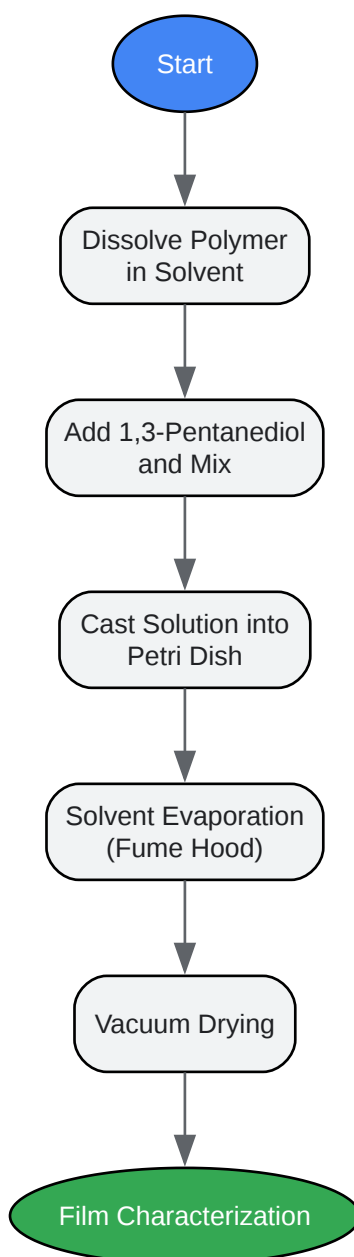 Start
Dissolve Polymer
in Solvent
Add 1,3-Pentanediol
and Mix
Cast Solution into
Petri Dish
Solvent Evaporation
(Fume Hood)
Vacuum Drying
Film Characterization